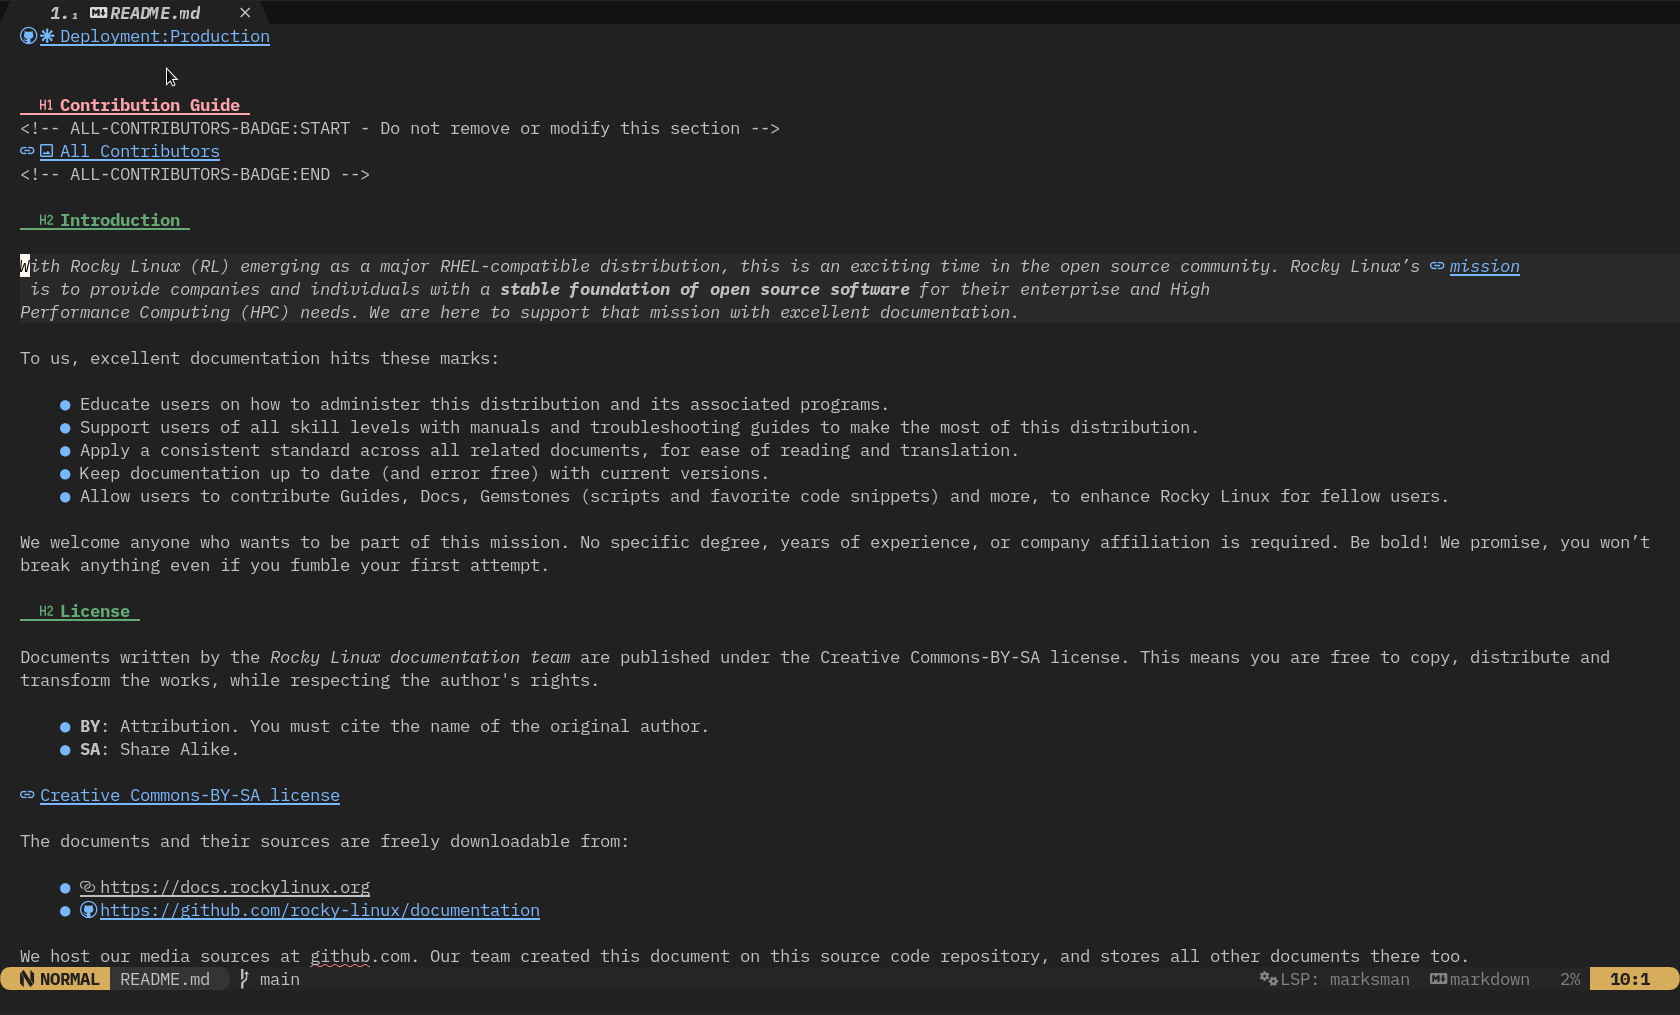 1.₁ README.md ×
Deployment:Production
H1 Contribution Guide
<!-- ALL-CONTRIBUTORS-BADGE:START - Do not remove or modify this section -->
All Contributors
<!-- ALL-CONTRIBUTORS-BADGE:END -->
H2 Introduction
With Rocky Linux (RL) emerging as a major RHEL-compatible distribution, this is an exciting time in the open source community. Rocky Linux’s mission
is to provide companies and individuals with a stable foundation of open source software for their enterprise and High
Performance Computing (HPC) needs. We are here to support that mission with excellent documentation.
To us, excellent documentation hits these marks:
● Educate users on how to administer this distribution and its associated programs.
● Support users of all skill levels with manuals and troubleshooting guides to make the most of this distribution.
● Apply a consistent standard across all related documents, for ease of reading and translation.
● Keep documentation up to date (and error free) with current versions.
● Allow users to contribute Guides, Docs, Gemstones (scripts and favorite code snippets) and more, to enhance Rocky Linux for fellow users.
We welcome anyone who wants to be part of this mission. No specific degree, years of experience, or company affiliation is required. Be bold! We promise, you won’t
break anything even if you fumble your first attempt.
H2 License
Documents written by the Rocky Linux documentation team are published under the Creative Commons-BY-SA license. This means you are free to copy, distribute and
transform the works, while respecting the author's rights.
● BY: Attribution. You must cite the name of the original author.
● SA: Share Alike.
Creative Commons-BY-SA license
The documents and their sources are freely downloadable from:
● https://docs.rockylinux.org
● https://github.com/rocky-linux/documentation
We host our media sources at github.com. Our team created this document on this source code repository, and stores all other documents there too.
NORMAL README.md main LSP: marksman markdown 2% 10:1